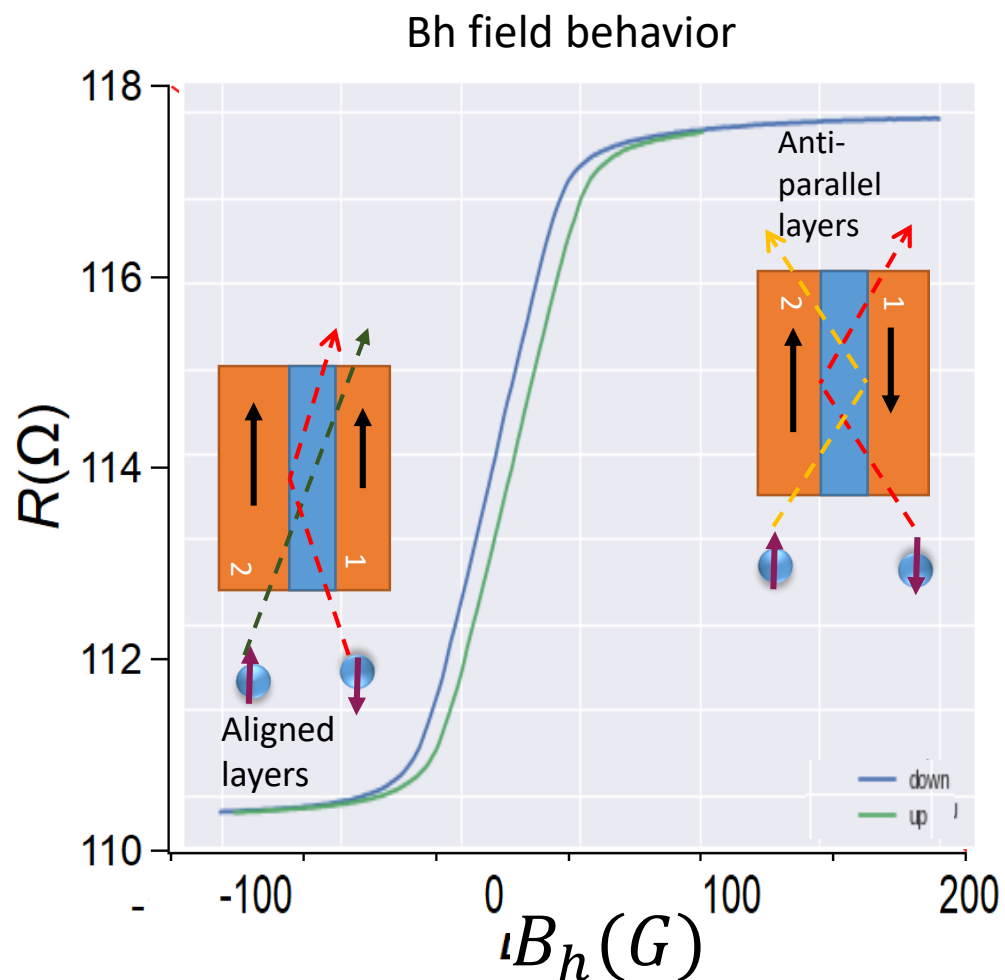 Bh field behavior
118
116
114
112
110
R(Ω)
Anti-
parallel
layers
2
1
2
1
Aligned
layers
down
up
-
-100
0
100
200
B_h(G)